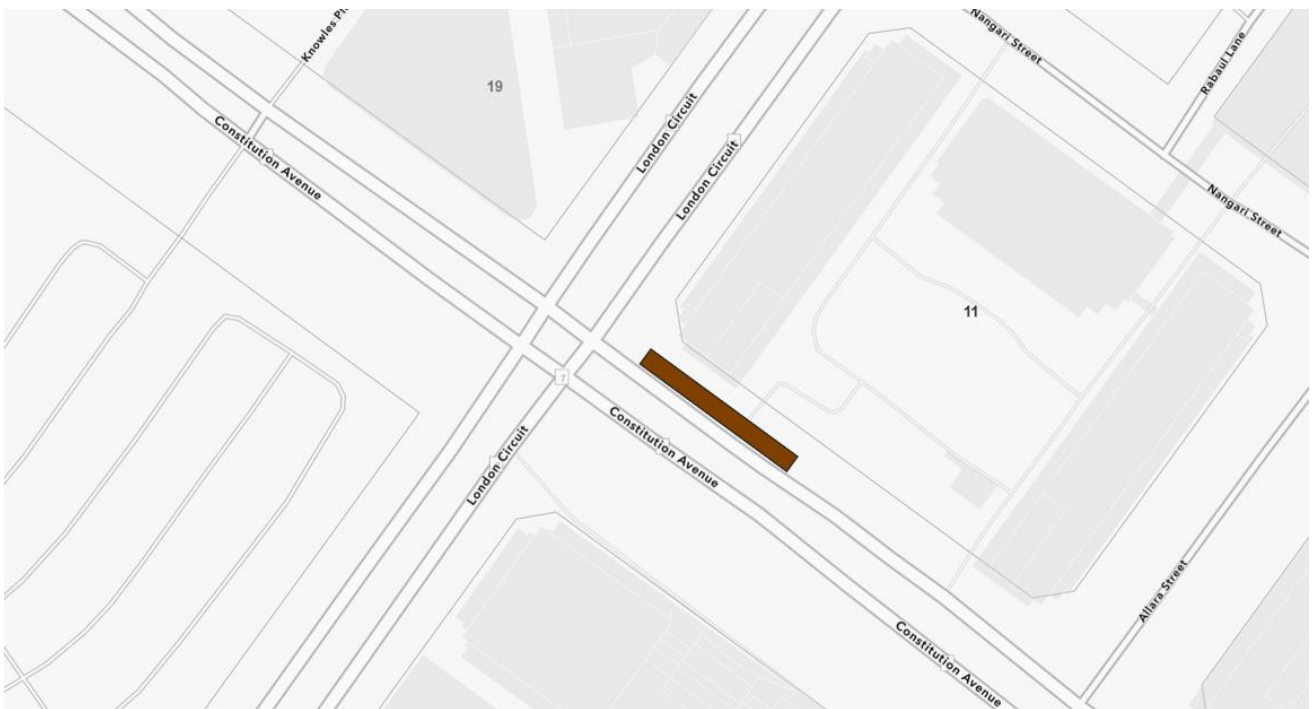 Nangari Street
Knowles Pl
Rabaul Lane
19
London Circuit
Constitution Avenue
London Circuit
Nangari Street
11
7
Constitution Avenue
London Circuit
Allara Street
Constitution Avenue